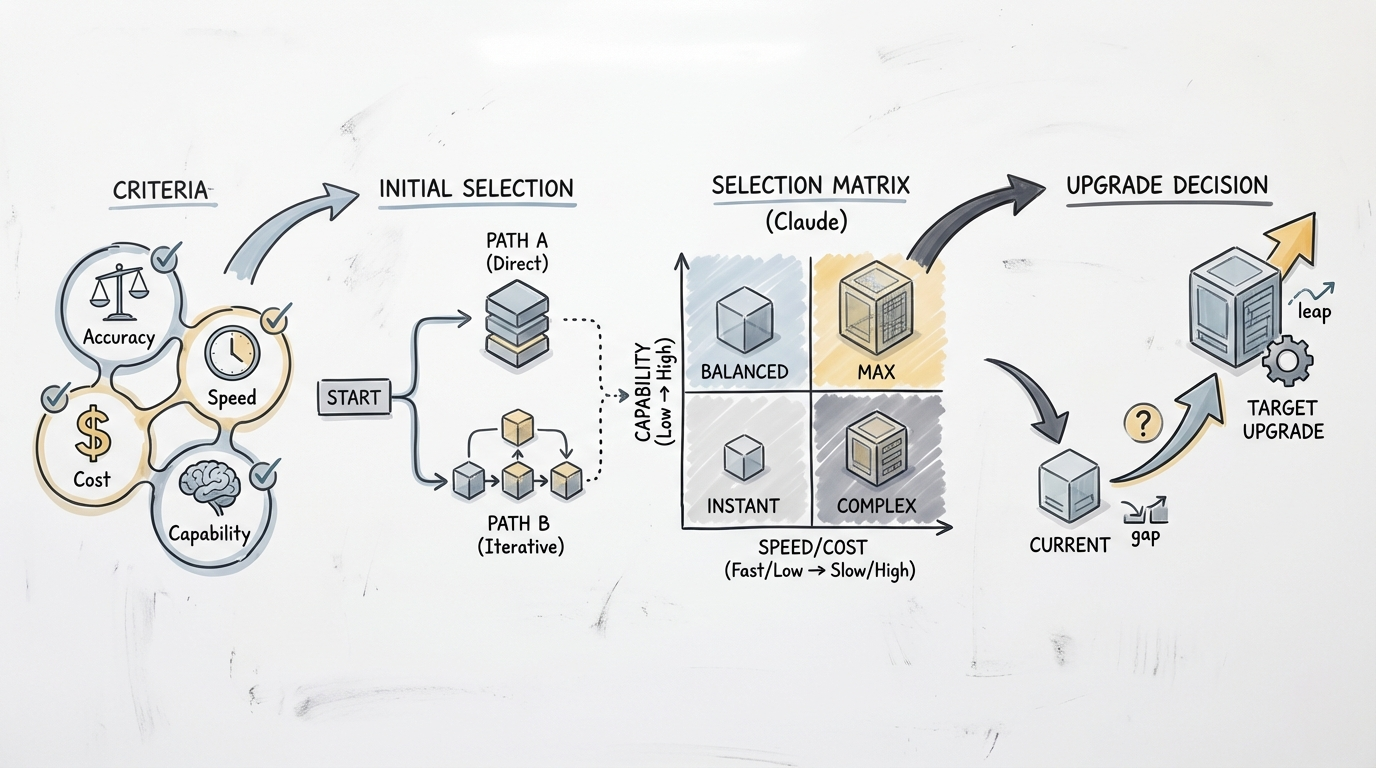 CRITERIA
Accuracy
Speed
$
Cost
Capability
INITIAL SELECTION
PATH A
(Direct)
START
PATH B
(Iterative)
SELECTION MATRIX
(Claude)
CAPABILITY
(Low → High)
BALANCED
MAX
INSTANT
COMPLEX
SPEED/COST
(Fast/Low → Slow/High)
UPGRADE DECISION
leap
?
TARGET
UPGRADE
CURRENT
gap